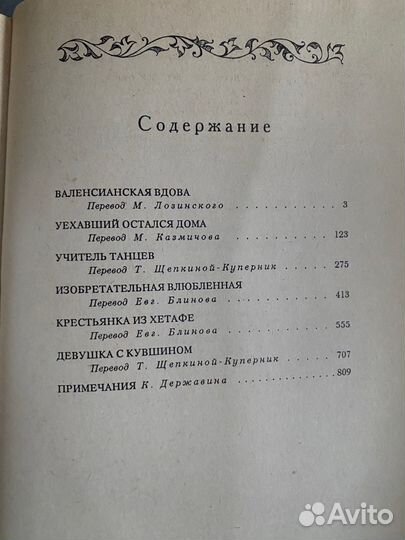 Содержание
ВАЛЕНСИАНСКАЯ ВДОВА
Перевод М. Лозинского . . . . . . . . . . 3
УЕХАВШИЙ ОСТАЛСЯ ДОМА
Перевод М. Казмичова . . . . . . . . . . 123
УЧИТЕЛЬ ТАНЦЕВ
Перевод Т. Щепкиной-Куперник . . . . . 275
ИЗОБРЕТАТЕЛЬНАЯ ВЛЮБЛЕННАЯ
Перевод Евг. Блинова . . . . . . . . . . 413
КРЕСТЬЯНКА ИЗ ХЕТАФЕ
Перевод Евг. Блинова . . . . . . . . . . 555
ДЕВУШКА С КУВШИНОМ
Перевод Т. Щепкиной-Куперник . . . . . 707
ПРИМЕЧАНИЯ К. Державина . . . . . . . . 809
Avito